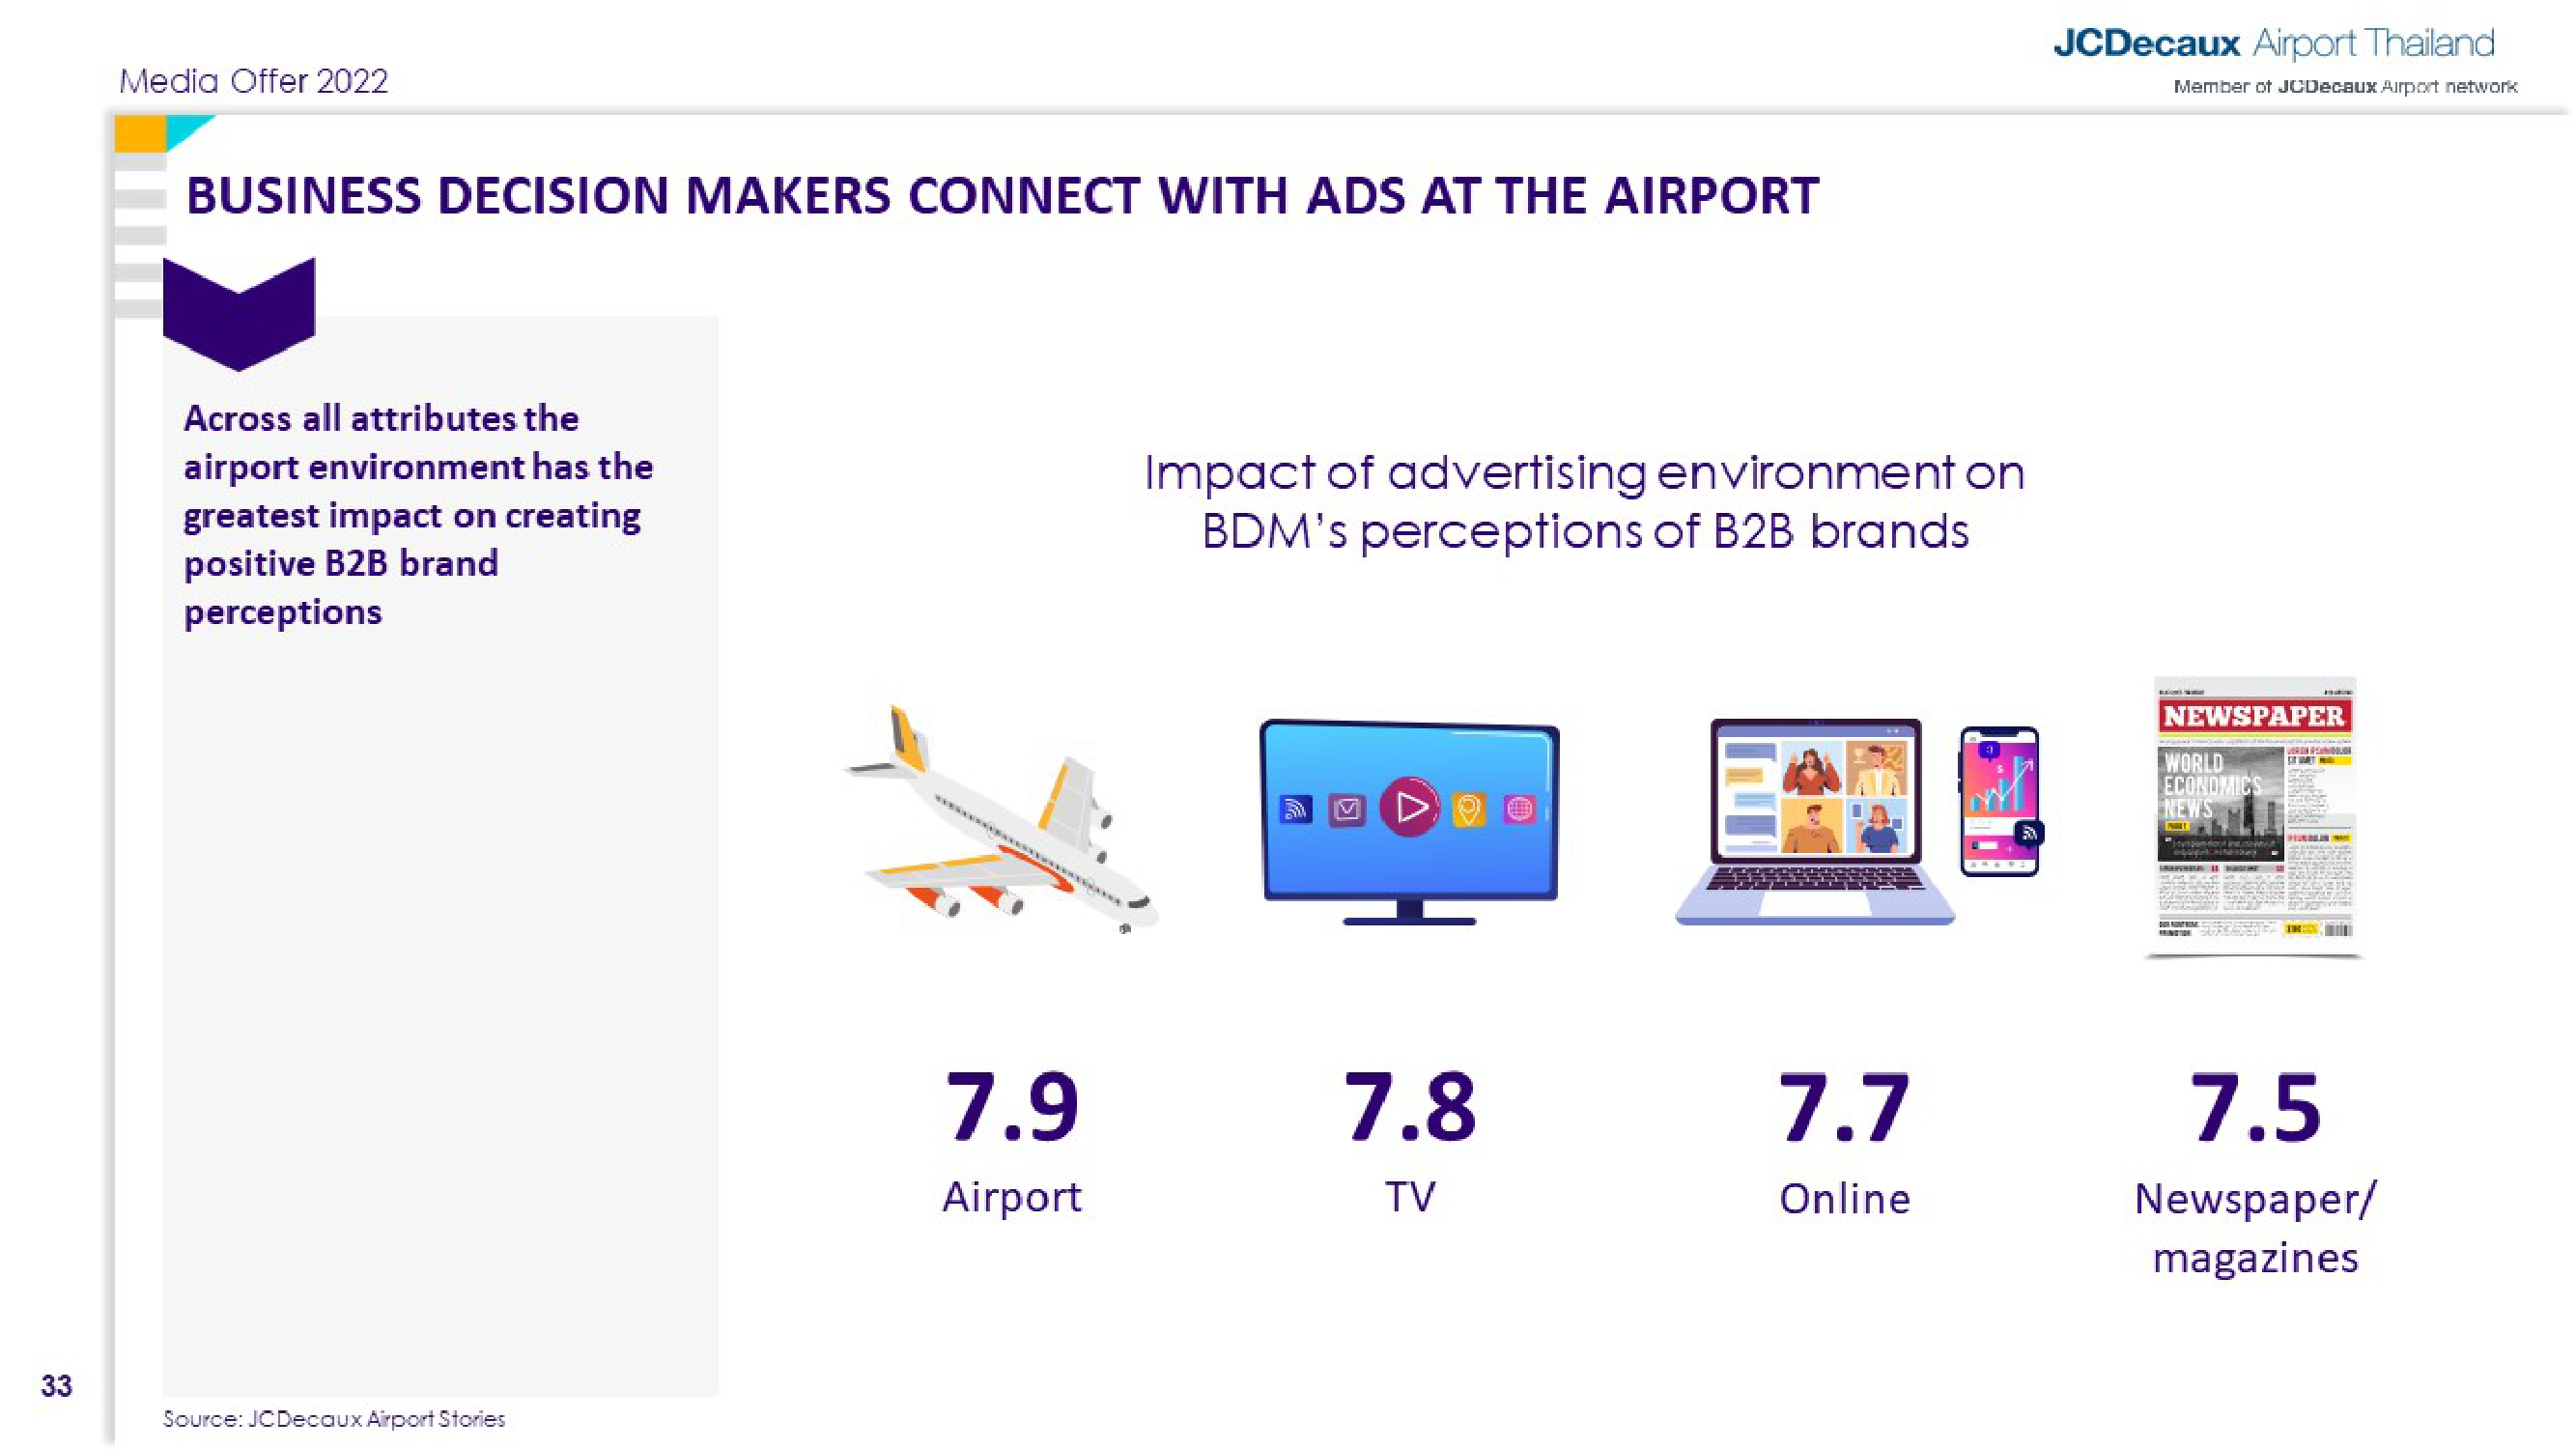 Media Offer 2022
JCDecaux Airport Thailand
Member of JCDecaux Airport network
BUSINESS DECISION MAKERS CONNECT WITH ADS AT THE AIRPORT
Across all attributes the
airport environment has the
greatest impact on creating
positive B2B brand
perceptions
Impact of advertising environment on
BDM's perceptions of B2B brands
NEWSPAPER
WORLD
ECONOMICS
NEWS
7.9
Airport
7.8
TV
7.7
Online
7.5
Newspaper/
magazines
33
Source: JCDecaux Airport Stories